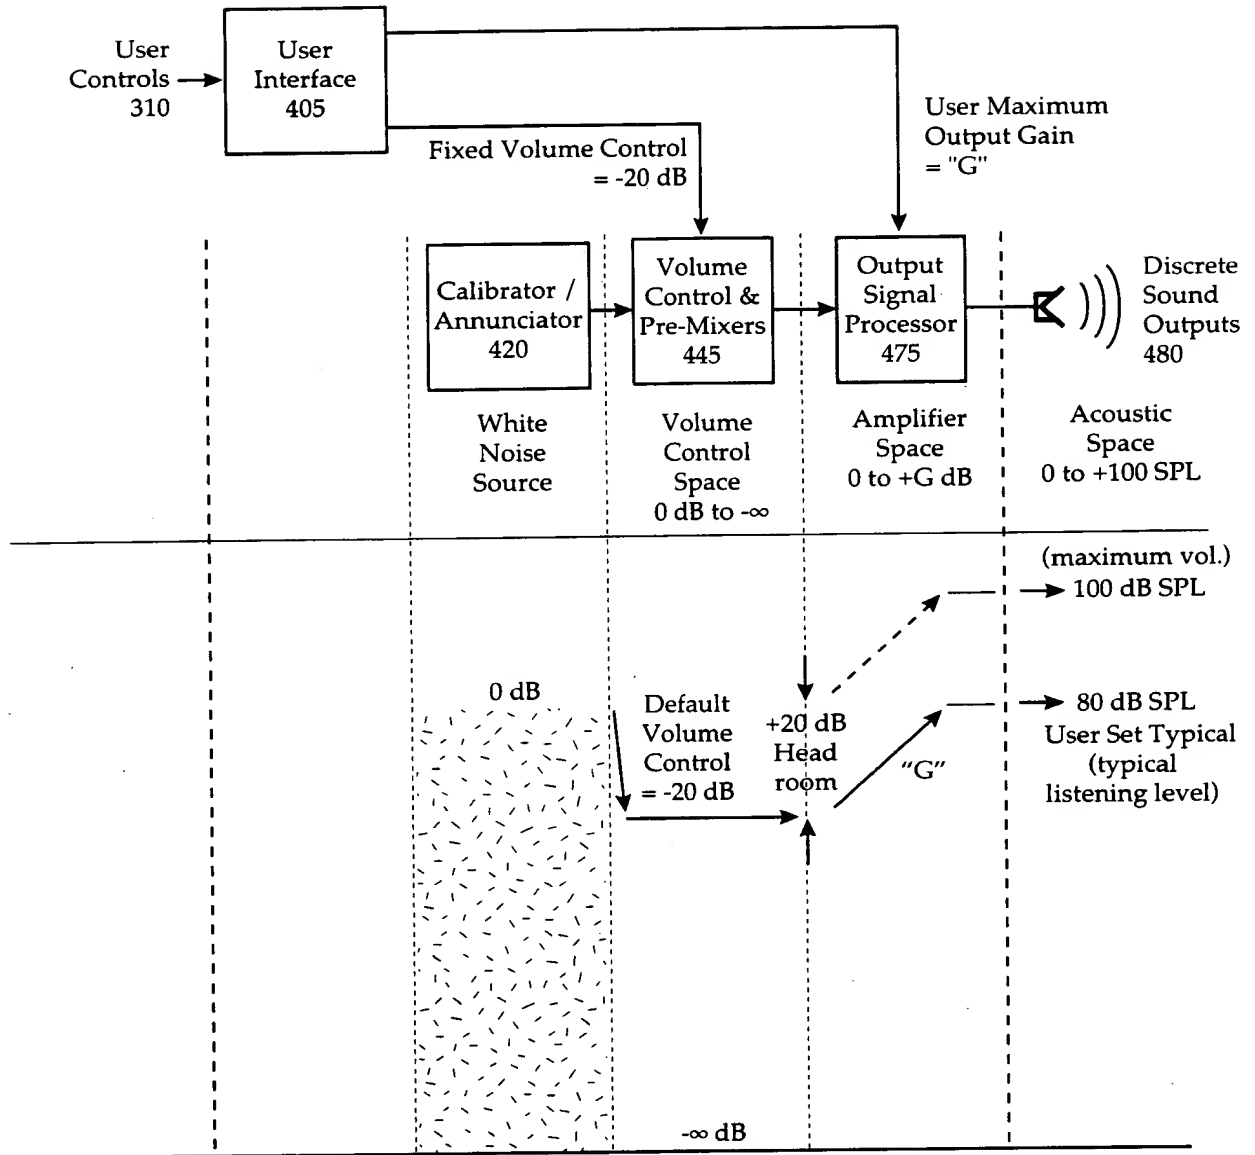 User
Controls
310
User
Interface
405
Fixed Volume Control
= -20 dB
User Maximum
Output Gain
= "G"
Calibrator /
Annunciator
420
Volume
Control &
Pre-Mixers
445
Output
Signal
Processor
475
Discrete
Sound
Outputs
480
White
Noise
Source
Volume
Control
Space
0 dB to -∞
Amplifier
Space
0 to +G dB
Acoustic
Space
0 to +100 SPL
(maximum vol.)
100 dB SPL
0 dB
Default
Volume
Control
= -20 dB
+20 dB
Head
room
"G"
80 dB SPL
User Set Typical
(typical
listening level)
-∞ dB